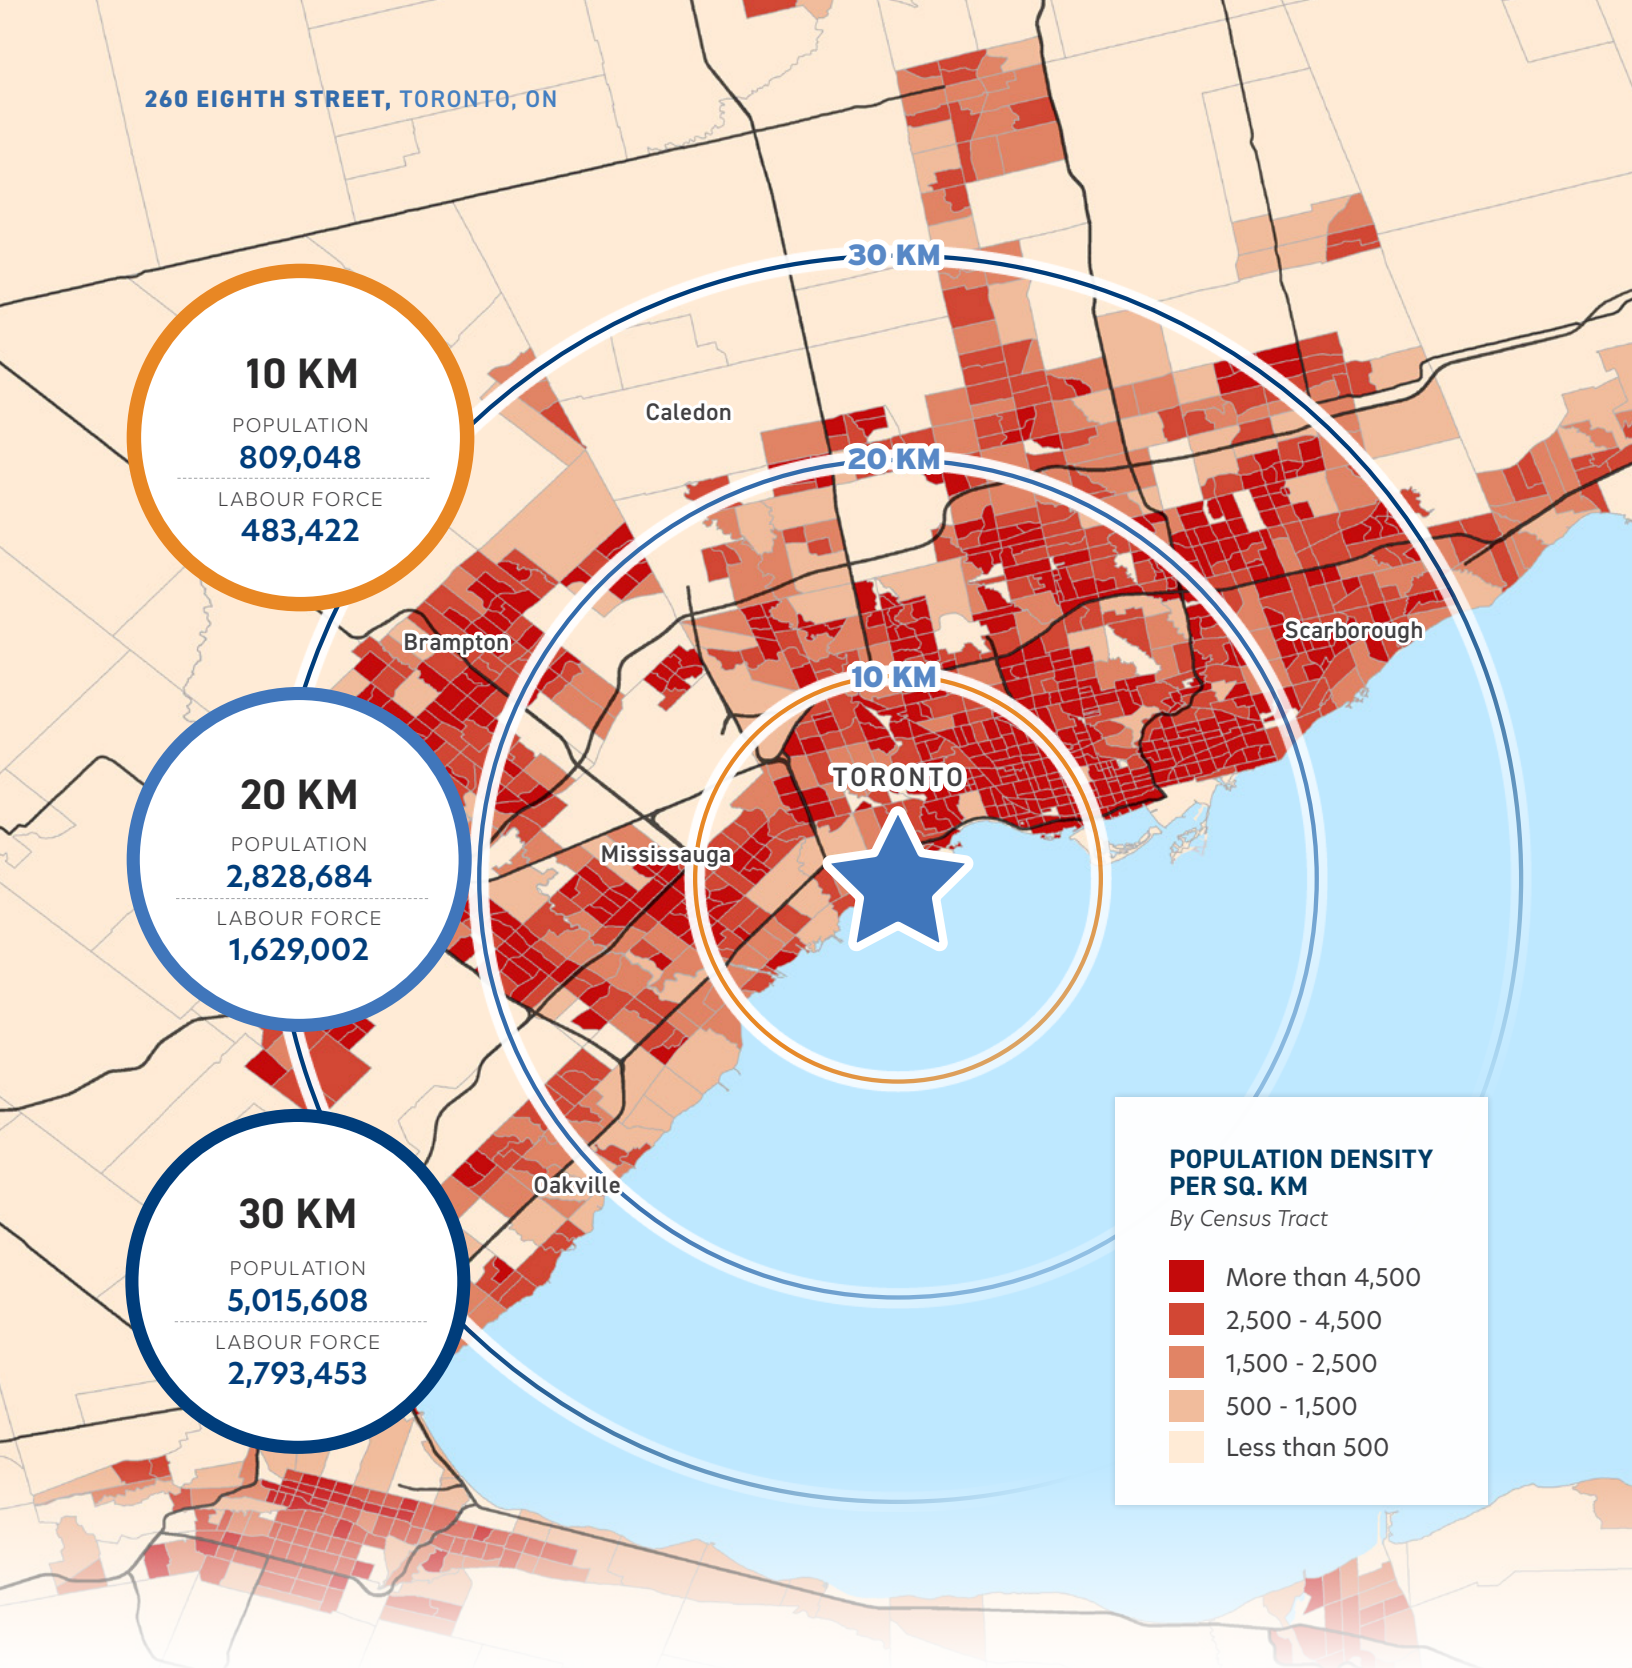 260 EIGHTH STREET, TORONTO, ON
30 KM
10 KM
POPULATION
809,048
LABOUR FORCE
483,422
Caledon
20 KM
Brampton
Scarborough
10 KM
TORONTO
20 KM
POPULATION
2,828,684
LABOUR FORCE
1,629,002
Mississauga
Oakville
30 KM
POPULATION
5,015,608
LABOUR FORCE
2,793,453
POPULATION DENSITY
PER SQ. KM
By Census Tract
More than 4,500
2,500 - 4,500
1,500 - 2,500
500 - 1,500
Less than 500